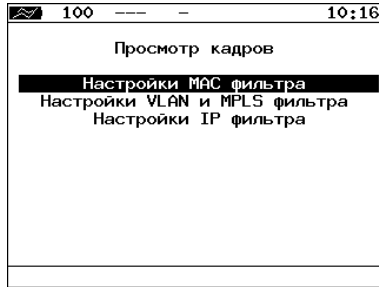 100 --- - 10:16
Просмотр кадров
Настройки MAC фильтра
Настройки VLAN и MPLS фильтра
Настройки IP фильтра